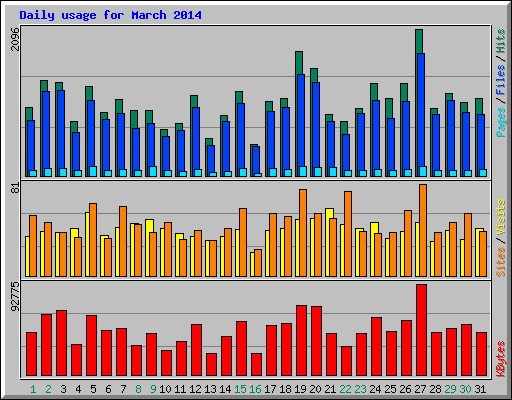 Daily usage for March 2014
2096
Pages/Files/Hits
81
Sites/Visits
92775
KBytes
1 2 3 4 5 6 7 8 9 10 11 12 13 14 15 16 17 18 19 20 21 22 23 24 25 26 27 28 29 30 31